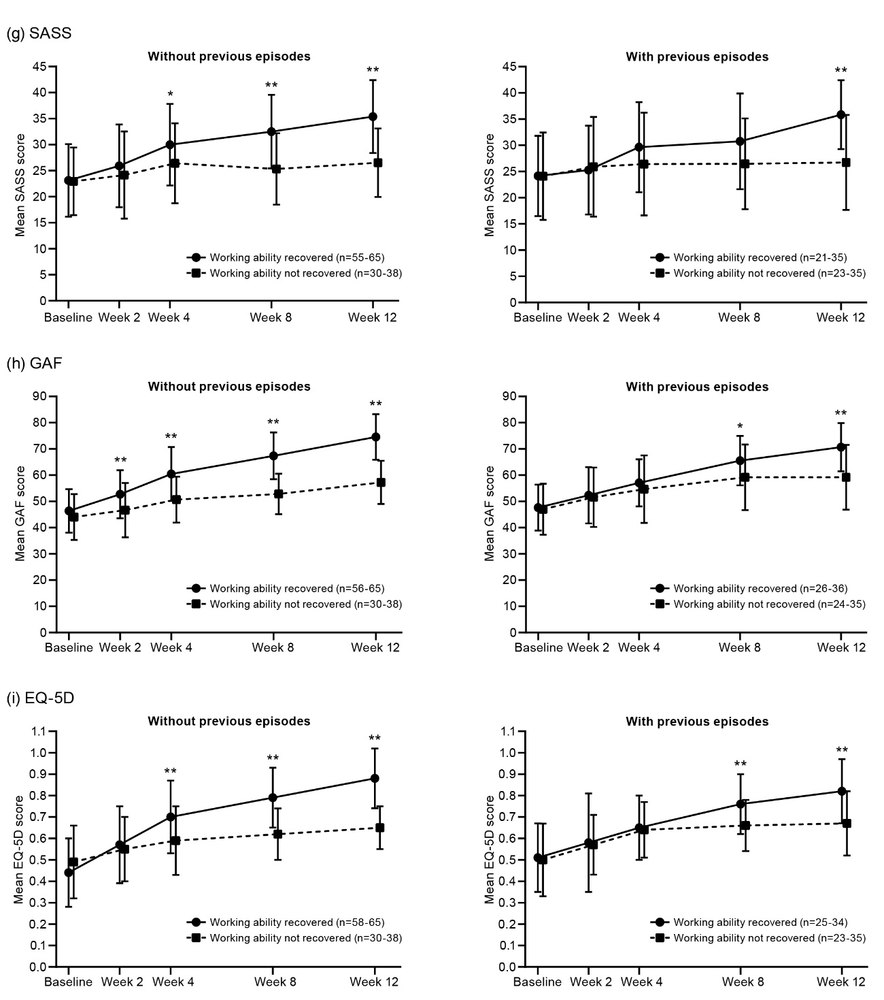 (g) SASS
Without previous episodes
Mean SASS score
45
40
35
30
25
20
15
10
5
0
*
**
**
Working ability recovered (n=55-65)
Working ability not recovered (n=30-38)
Baseline Week 2 Week 4 Week 8 Week 12
With previous episodes
Mean SASS score
45
40
35
30
25
20
15
10
5
0
**
Working ability recovered (n=21-35)
Working ability not recovered (n=23-35)
Baseline Week 2 Week 4 Week 8 Week 12
(h) GAF
Without previous episodes
Mean GAF score
90
80
70
60
50
40
30
20
10
0
**
**
**
**
Working ability recovered (n=56-65)
Working ability not recovered (n=30-38)
Baseline Week 2 Week 4 Week 8 Week 12
With previous episodes
Mean GAF score
90
80
70
60
50
40
30
20
10
0
*
**
Working ability recovered (n=26-36)
Working ability not recovered (n=24-35)
Baseline Week 2 Week 4 Week 8 Week 12
(i) EQ-5D
Without previous episodes
Mean EQ-5D score
1.1
1.0
0.9
0.8
0.7
0.6
0.5
0.4
0.3
0.2
0.1
0.0
**
**
**
Working ability recovered (n=58-65)
Working ability not recovered (n=30-38)
Baseline Week 2 Week 4 Week 8 Week 12
With previous episodes
Mean EQ-5D score
1.1
1.0
0.9
0.8
0.7
0.6
0.5
0.4
0.3
0.2
0.1
0.0
**
**
Working ability recovered (n=25-34)
Working ability not recovered (n=23-35)
Baseline Week 2 Week 4 Week 8 Week 12